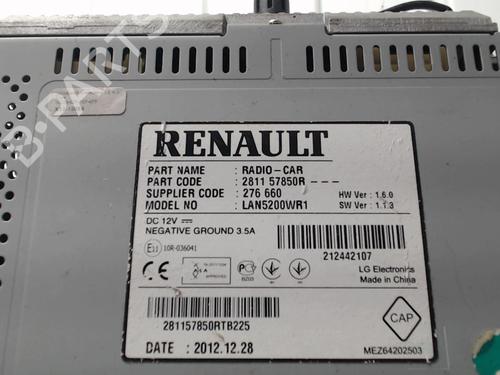 RENAULT
PART NAME : RADIO-CAR
PART CODE : 2811 57850R - - -
SUPPLIER CODE : 276 660
HW Ver : 1.6.0
MODEL NO : LAN5200WR1
SW Ver : 1.1.3
DC 12V
NEGATIVE GROUND 3.5A
E11 10R-036041
212442107
LG Electronics
Made in China
CE
281157850RTB225
CAP
DATE : 2012.12.28
MEZ64202503
B-PARTS